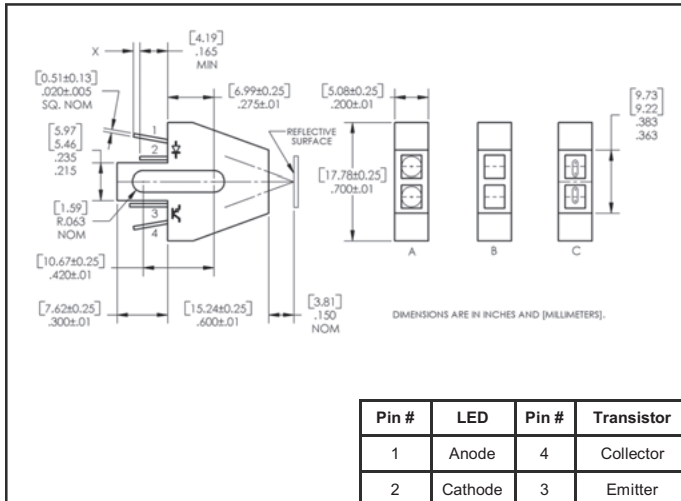 X
[4.19]
.165
MIN
[0.51±0.13]
.020±.005
SQ. NOM
[6.99±0.25]
.275±.01
[5.08±0.25]
.200±.01
[9.73]
[9.22]
.383
.363
1
2
[5.97]
[5.46]
.235
.215
REFLECTIVE
SURFACE
[17.78±0.25]
.700±.01
[1.59]
R.063
NOM
3
4
A
B
C
[10.67±0.25]
.420±.01
[7.62±0.25]
.300±.01
[15.24±0.25]
.600±.01
[3.81]
.150
NOM
DIMENSIONS ARE IN INCHES AND [MILLIMETERS].
Pin # LED Pin # Transistor
1 Anode 4 Collector
2 Cathode 3 Emitter